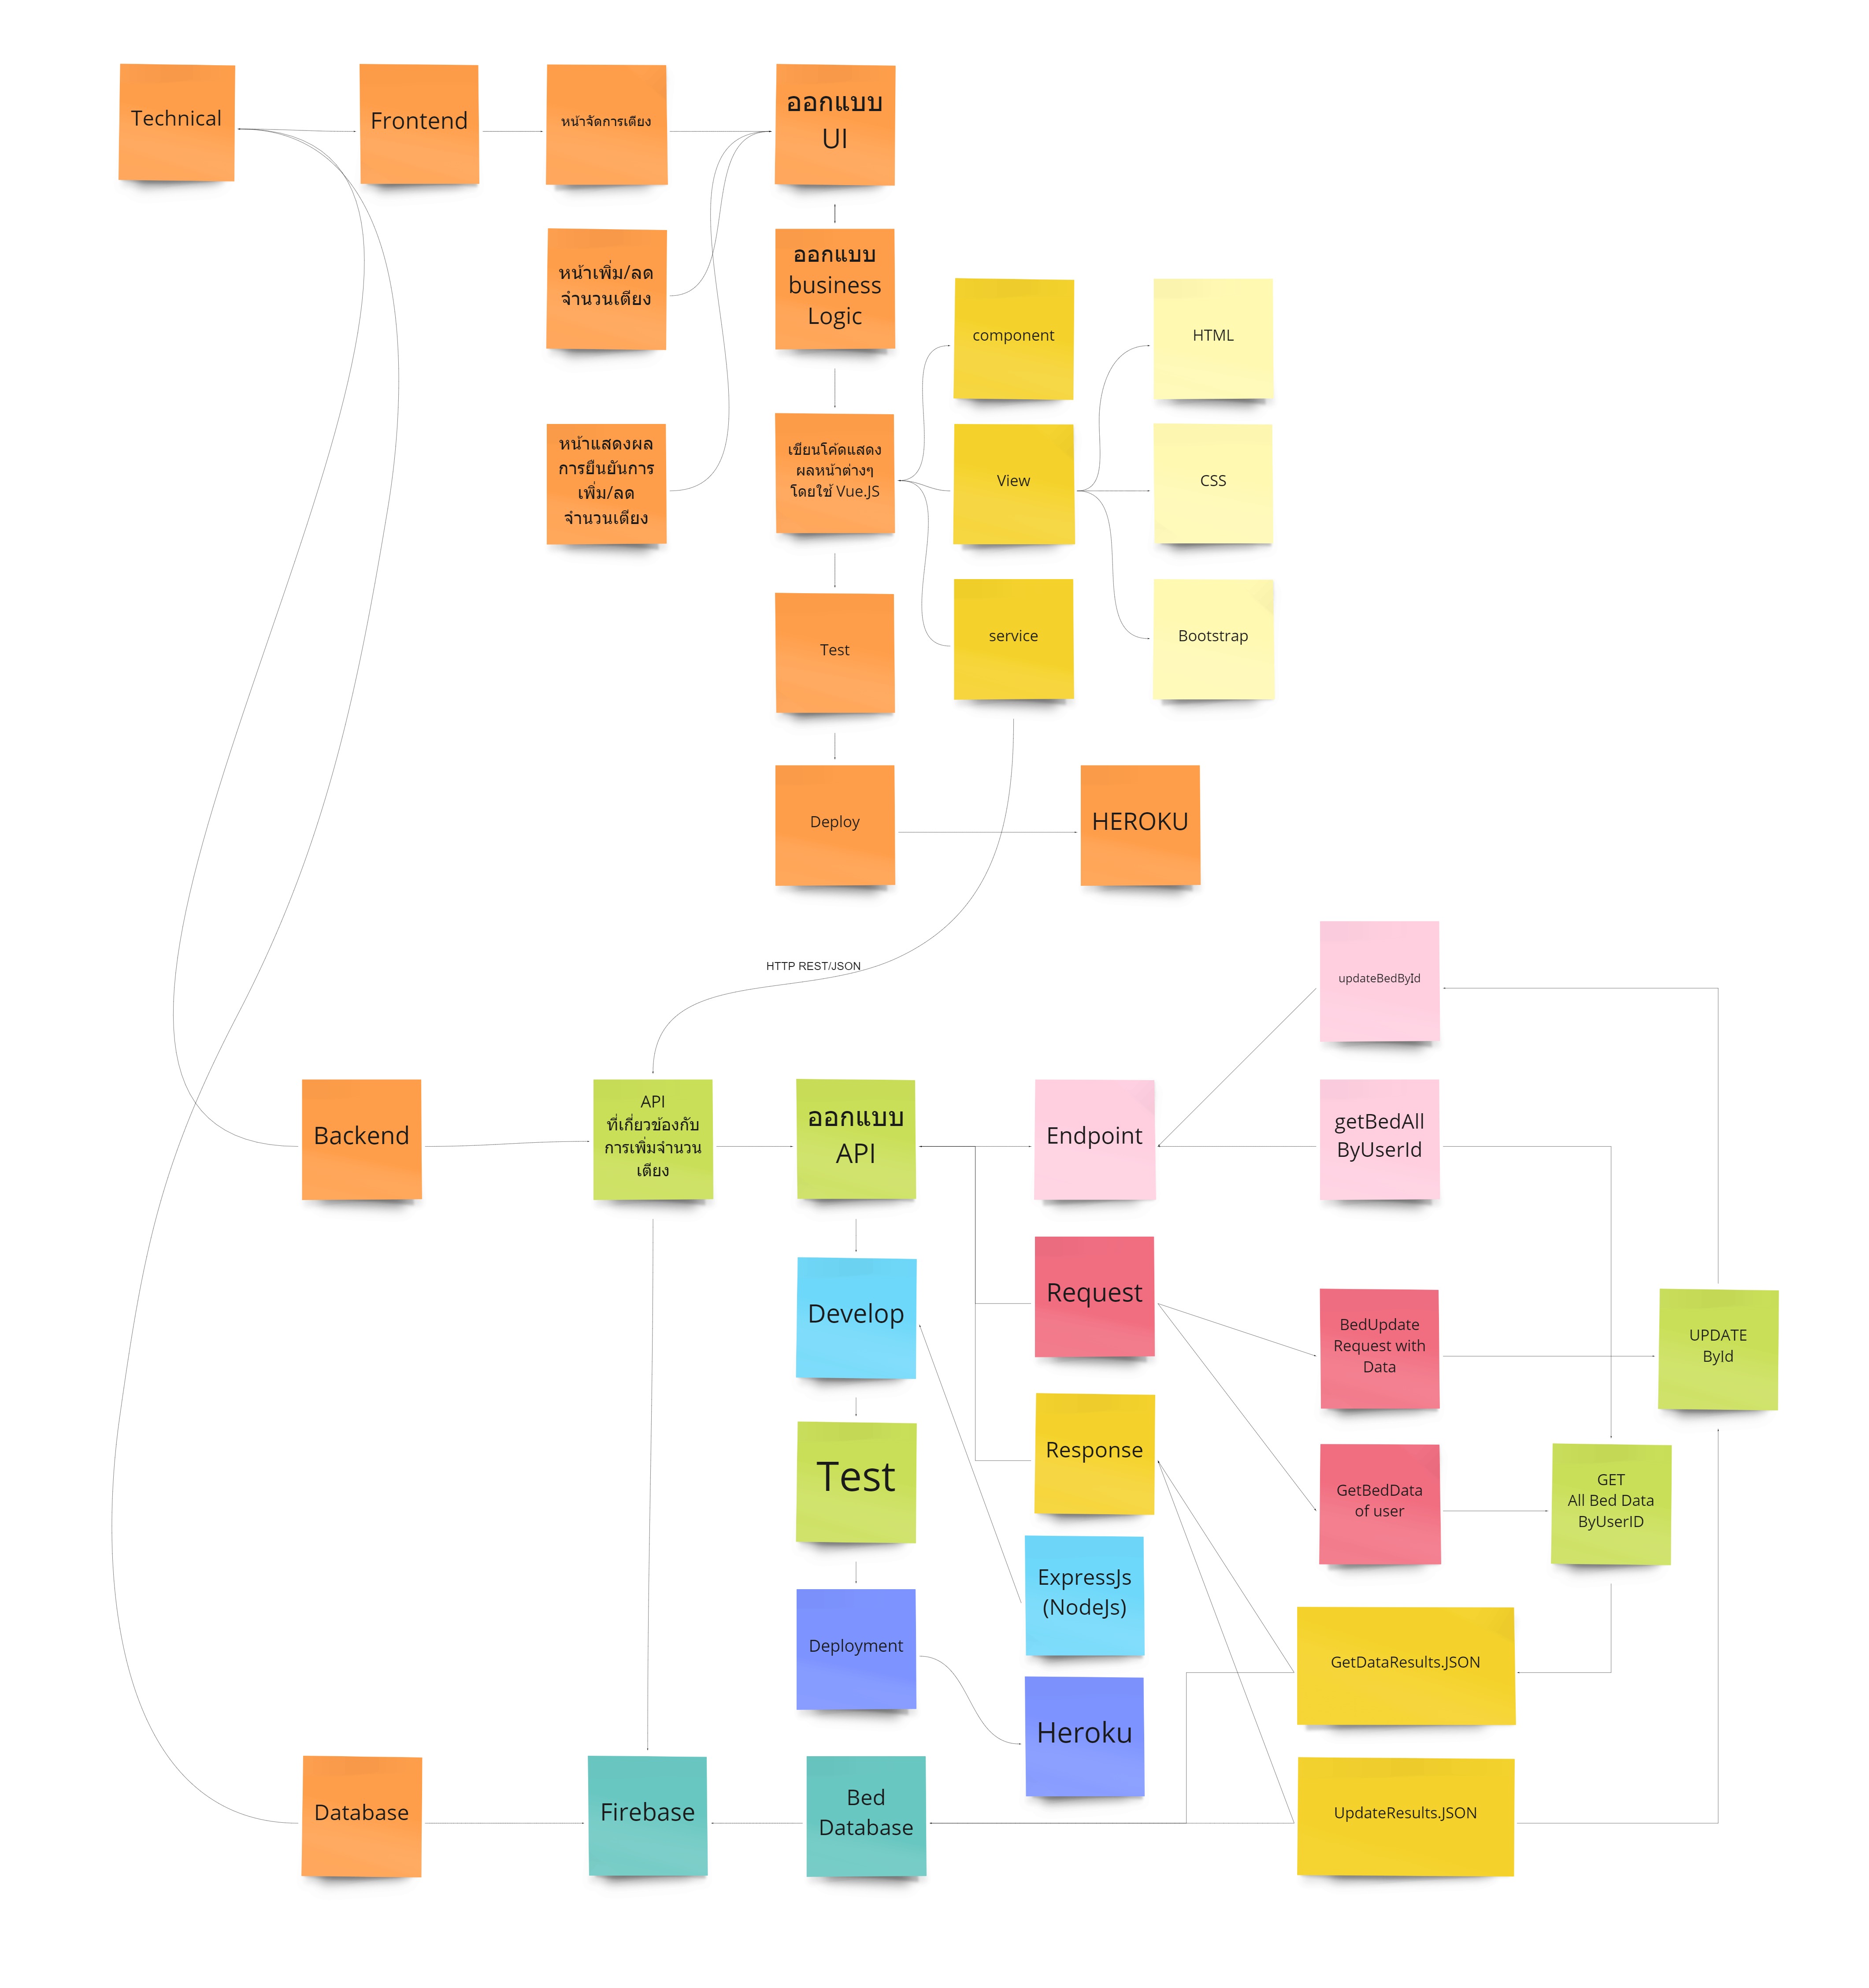 Technical
Frontend
หน้าจัดการเตียง
ออกแบบ
UI
หน้าเพิ่ม/ลด
จำนวนเตียง
ออกแบบ
business
Logic
component
HTML
หน้าแสดงผล
การยืนยันการ
เพิ่ม/ลด
จำนวนเตียง
เขียนโค้ดแสดง
ผลหน้าต่างๆ
โดยใช้ Vue.JS
View
CSS
Test
service
Bootstrap
Deploy
HEROKU
HTTP REST/JSON
updateBedById
Backend
API
ที่เกี่ยวข้องกับ
การเพิ่มจำนวน
เตียง
ออกแบบ
API
Endpoint
getBedAll
ByUserId
Develop
Request
BedUpdate
Request with
Data
UPDATE
ById
Test
Response
GetBedData
of user
GET
All Bed Data
ByUserID
ExpressJs
(NodeJs)
Deployment
GetDataResults.JSON
Heroku
Database
Firebase
Bed
Database
UpdateResults.JSON